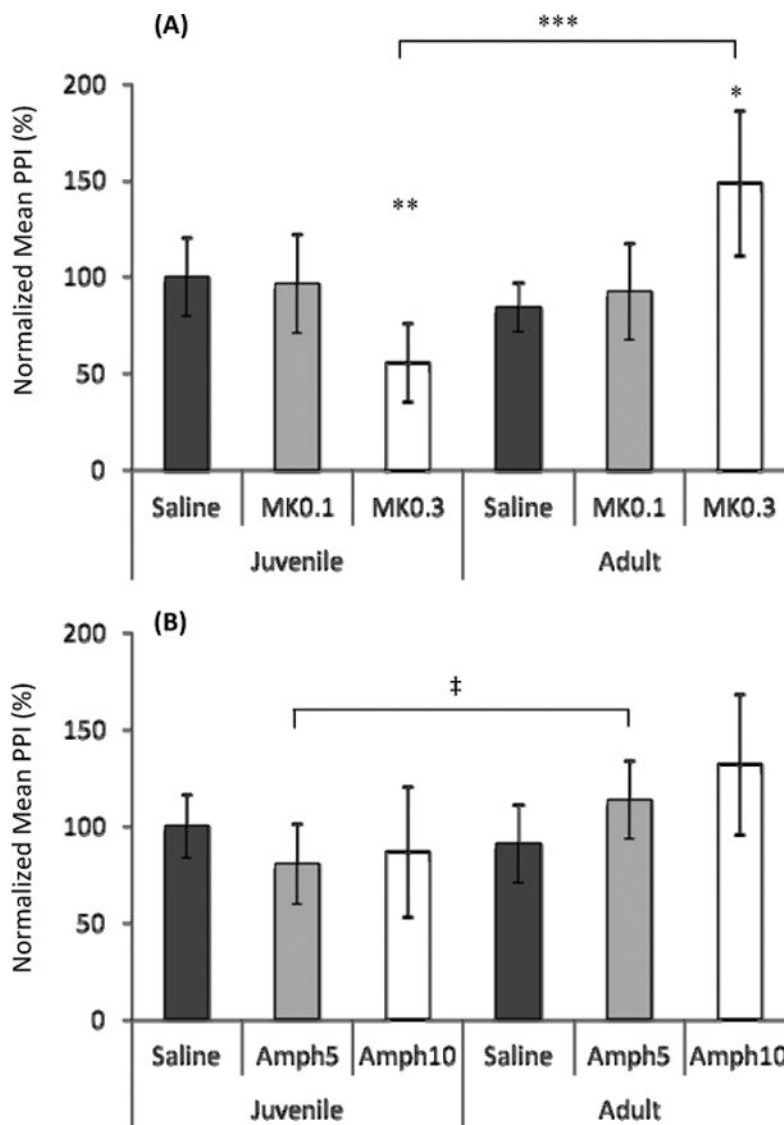 (A)
***
200
*
Normalized Mean PPI (%)
150
**
100
50
0
Saline MK0.1 MK0.3 Saline MK0.1 MK0.3
Juvenile Adult
(B)
200
‡
Normalized Mean PPI (%)
150
100
50
0
Saline Amph5 Amph10 Saline Amph5 Amph10
Juvenile Adult